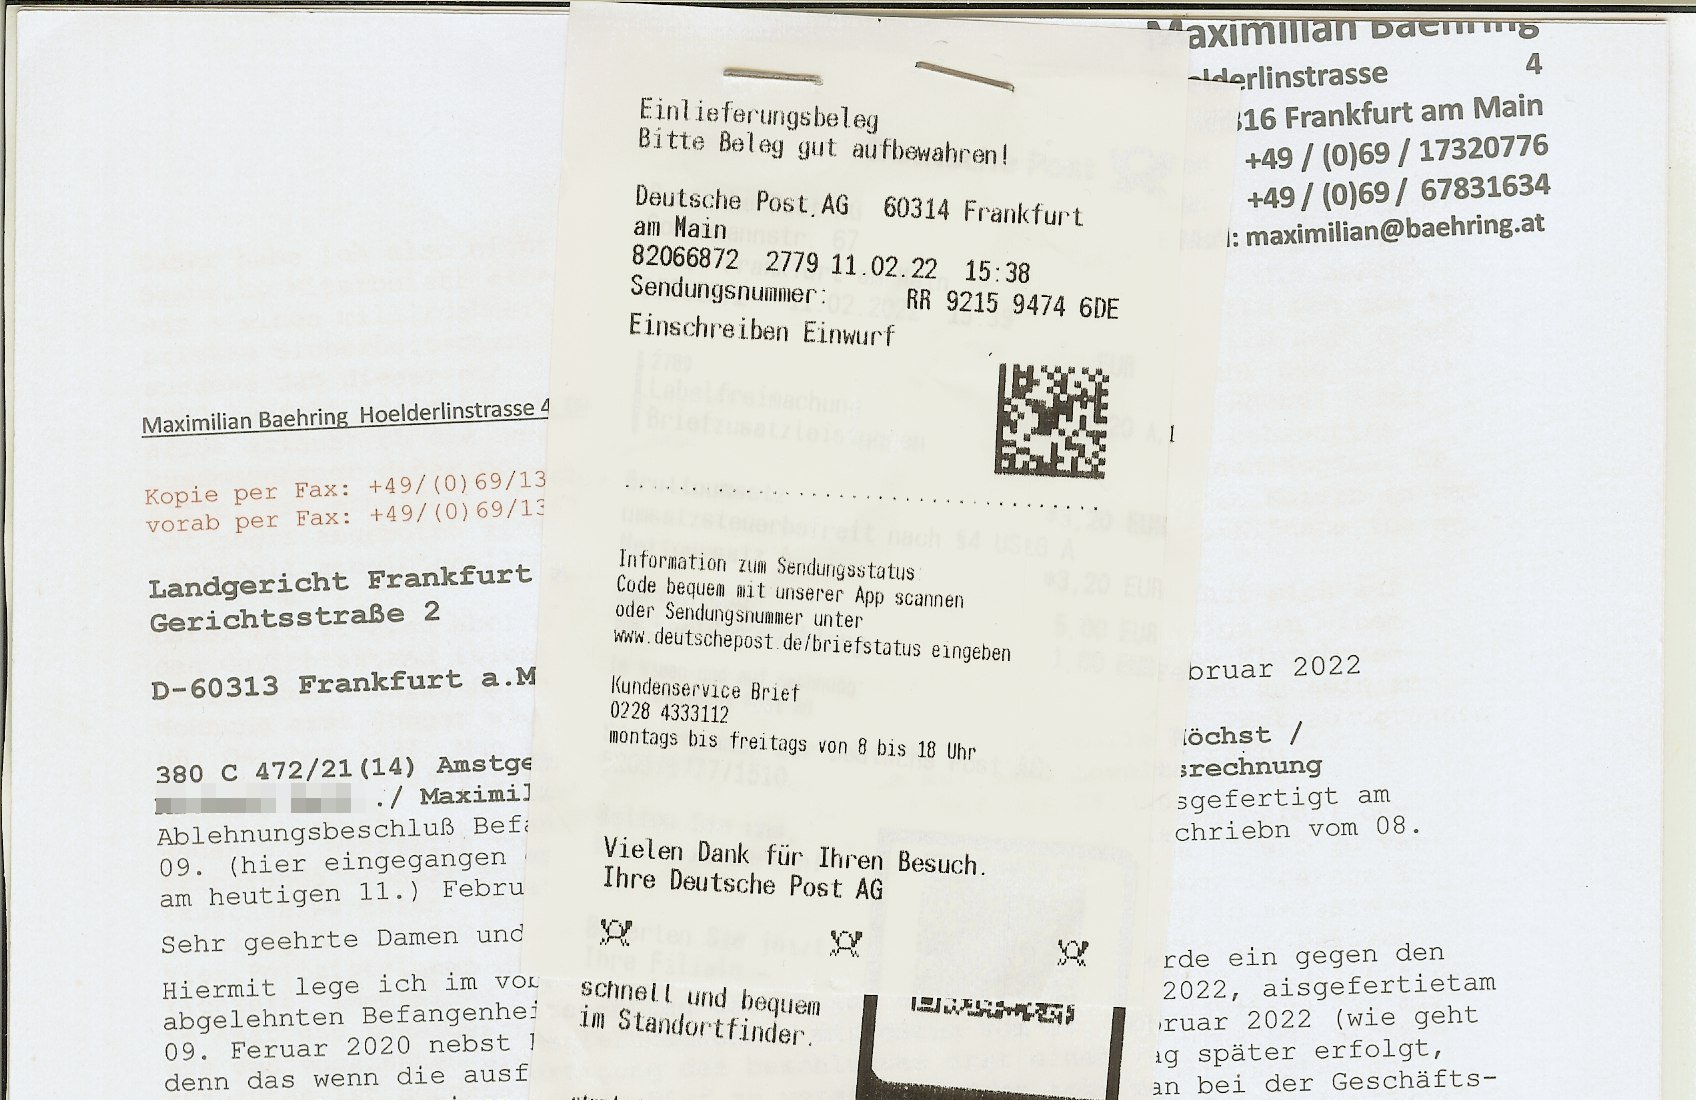 Maximilian Baehring
elderlinstrasse 4
316 Frankfurt am Main
+49 / (0)69 / 17320776
+49 / (0)69 / 67831634
l: maximilian@baehring.at
Einlieferungsbeleg
Bitte Beleg gut aufbewahren!
Deutsche Post AG 60314 Frankfurt
am Main
82066872 2779 11.02.22 15:38
Sendungsnummer: RR 9215 9474 6DE
Einschreiben Einwurf
Information zum Sendungsstatus
Code bequem mit unserer App scannen
oder Sendungsnummer unter
www.deutschepost.de/briefstatus eingeben
Kundenservice Brief
0228 4333112
montags bis freitags von 8 bis 18 Uhr
Vielen Dank für Ihren Besuch.
Ihre Deutsche Post AG
schnell und bequem
im Standortfinder.
Maximilian Baehring Hoelderlinstrasse 4
Kopie per Fax: +49/(0)69/13
vorab per Fax: +49/(0)69/13
Landgericht Frankfurt
Gerichtsstraße 2
D-60313 Frankfurt a.M
bruar 2022
380 C 472/21(14) Amstge
öchst /
./ Maximil
srechnung
Ablehnungsbeschluß Befa
sgefertigt am
09. (hier eingegangen
chriebn vom 08.
am heutigen 11.) Febru
Sehr geehrte Damen und
Hiermit lege ich im vor
rde ein gegen den
abgelehnten Befangenhei
2022, aisgefertietam
09. Feruar 2020 nebst
ruar 2022 (wie geht
denn das wenn die ausf
ag später erfolgt,
an bei der Geschäfts-